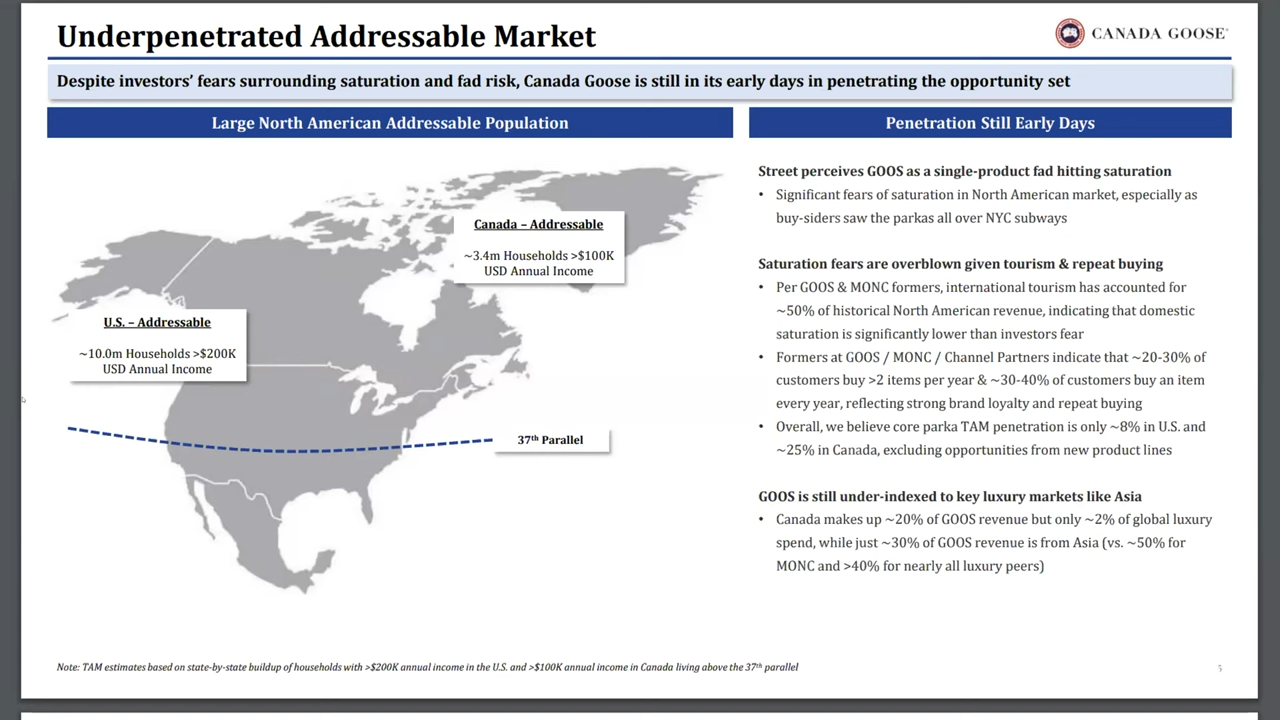 Underpenetrated Addressable Market
CANADA GOOSE
Despite investors’ fears surrounding saturation and fad risk, Canada Goose is still in its early days in penetrating the opportunity set
Large North American Addressable Population
Canada – Addressable
~3.4m Households >$100K
USD Annual Income
U.S. – Addressable
~10.0m Households >$200K
USD Annual Income
37th Parallel
Penetration Still Early Days
Street perceives GOOS as a single-product fad hitting saturation
• Significant fears of saturation in North American market, especially as
buy-siders saw the parkas all over NYC subways
Saturation fears are overblown given tourism & repeat buying
• Per GOOS & MONC formers, international tourism has accounted for
~50% of historical North American revenue, indicating that domestic
saturation is significantly lower than investors fear
• Formers at GOOS / MONC / Channel Partners indicate that ~20-30% of
customers buy >2 items per year & ~30-40% of customers buy an item
every year, reflecting strong brand loyalty and repeat buying
• Overall, we believe core parka TAM penetration is only ~8% in U.S. and
~25% in Canada, excluding opportunities from new product lines
GOOS is still under-indexed to key luxury markets like Asia
• Canada makes up ~20% of GOOS revenue but only ~2% of global luxury
spend, while just ~30% of GOOS revenue is from Asia (vs. ~50% for
MONC and >40% for nearly all luxury peers)
Note: TAM estimates based on state-by-state buildup of households with >$200K annual income in the U.S. and >$100K annual income in Canada living above the 37th parallel
5